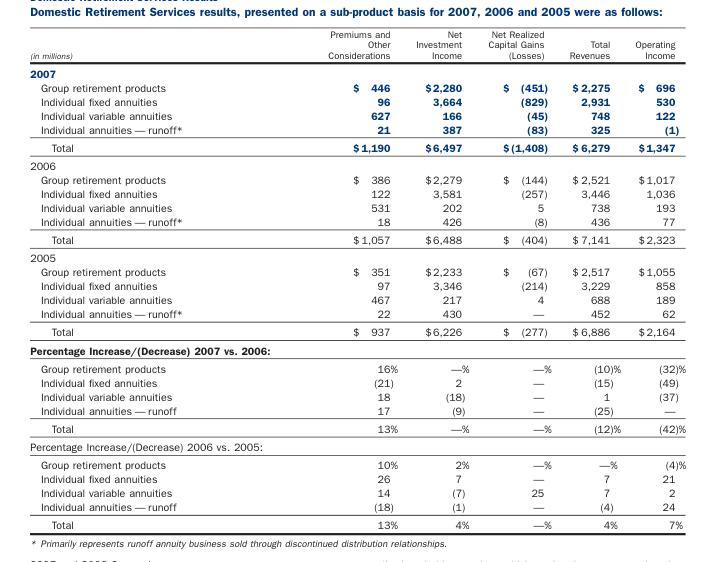 Domestic Retirement Services results, presented on a sub-product basis for 2007, 2006 and 2005 were as follows:
Premiums and Net Net Realized
Other Investment Capital Gains Total Operating
(in millions) Considerations Income (Losses) Revenues Income
2007
Group retirement products $ 446 $2,280 $ (451) $2,275 $ 696
Individual fixed annuities 96 3,664 (829) 2,931 530
Individual variable annuities 627 166 (45) 748 122
Individual annuities — runoff* 21 387 (83) 325 (1)
Total $1,190 $6,497 $(1,408) $6,279 $1,347
2006
Group retirement products $ 386 $2,279 $ (144) $2,521 $1,017
Individual fixed annuities 122 3,581 (257) 3,446 1,036
Individual variable annuities 531 202 5 738 193
Individual annuities — runoff* 18 426 (8) 436 77
Total $1,057 $6,488 $ (404) $7,141 $2,323
2005
Group retirement products $ 351 $2,233 $ (67) $2,517 $1,055
Individual fixed annuities 97 3,346 (214) 3,229 858
Individual variable annuities 467 217 4 688 189
Individual annuities — runoff* 22 430 — 452 62
Total $ 937 $6,226 $ (277) $6,886 $2,164
Percentage Increase/(Decrease) 2007 vs. 2006:
Group retirement products 16% —% —% (10)% (32)%
Individual fixed annuities (21) 2 — (15) (49)
Individual variable annuities 18 (18) — 1 (37)
Individual annuities — runoff 17 (9) — (25) —
Total 13% —% —% (12)% (42)%
Percentage Increase/(Decrease) 2006 vs. 2005:
Group retirement products 10% 2% —% —% (4)%
Individual fixed annuities 26 7 — 7 21
Individual variable annuities 14 (7) 25 7 2
Individual annuities — runoff (18) (1) — (4) 24
Total 13% 4% —% 4% 7%
* Primarily represents runoff annuity business sold through discontinued distribution relationships.